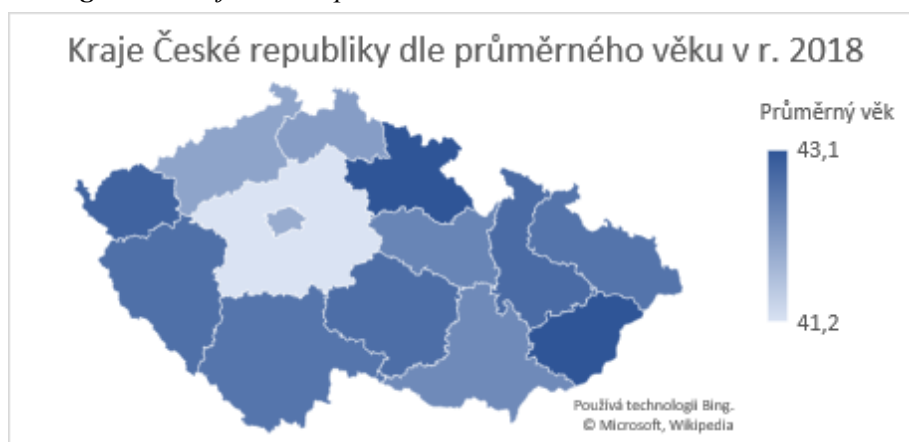 Kraje České republiky dle průměrného věku v r. 2018
Průměrný věk
43,1
41,2
Používá technologii Bing.
© Microsoft, Wikipedia